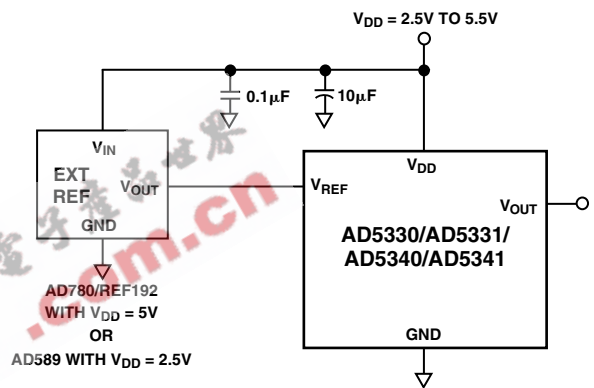 V_DD = 2.5V TO 5.5V
0.1μF
10μF
V_IN
EXT
REF
V_OUT
GND
V_DD
V_REF
V_OUT
AD5330/AD5331/
AD5340/AD5341
GND
AD780/REF192
WITH V_DD = 5V
OR
AD589 WITH V_DD = 2.5V
.com.cn